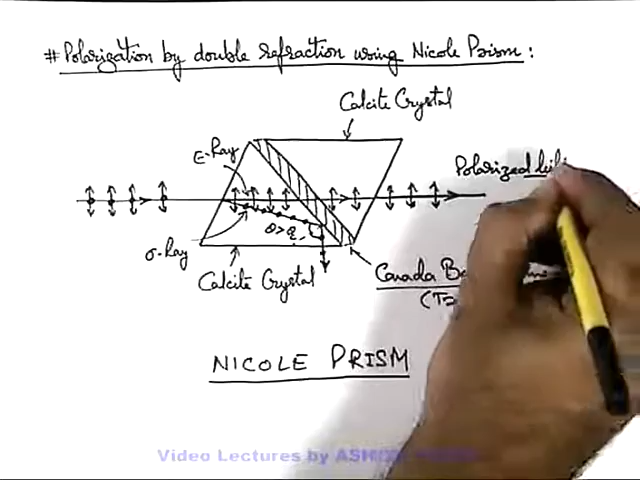 # Polarization by double refraction using Nicole Prism :
Calcite Crystal
E-Ray
Polarized
θ>
O-Ray
Canada
Calcite Crystal
NICOLE PRISM
Video Lectures by